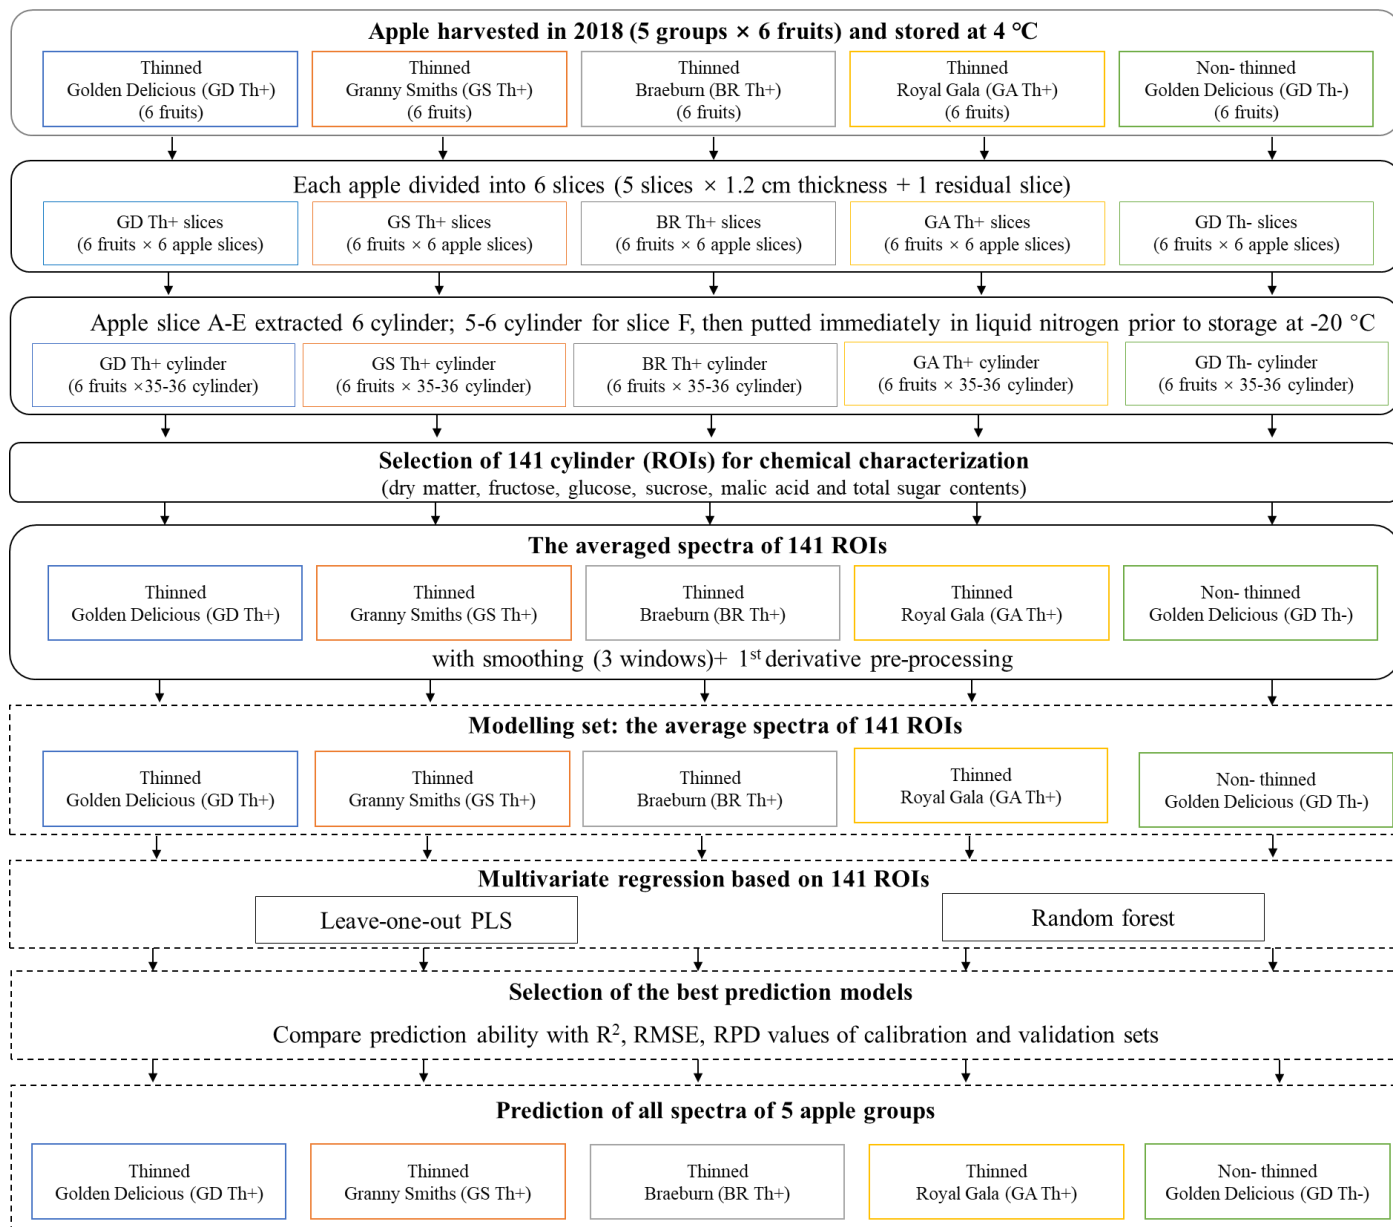 Apple harvested in 2018 (5 groups × 6 fruits) and stored at 4 °C
Thinned
Golden Delicious (GD Th+)
(6 fruits)
Thinned
Granny Smiths (GS Th+)
(6 fruits)
Thinned
Braeburn (BR Th+)
(6 fruits)
Thinned
Royal Gala (GA Th+)
(6 fruits)
Non- thinned
Golden Delicious (GD Th-)
(6 fruits)
Each apple divided into 6 slices (5 slices × 1.2 cm thickness + 1 residual slice)
GD Th+ slices
(6 fruits × 6 apple slices)
GS Th+ slices
(6 fruits × 6 apple slices)
BR Th+ slices
(6 fruits × 6 apple slices)
GA Th+ slices
(6 fruits × 6 apple slices)
GD Th- slices
(6 fruits × 6 apple slices)
Apple slice A-E extracted 6 cylinder; 5-6 cylinder for slice F, then putted immediately in liquid nitrogen prior to storage at -20 °C
GD Th+ cylinder
(6 fruits ×35-36 cylinder)
GS Th+ cylinder
(6 fruits × 35-36 cylinder)
BR Th+ cylinder
(6 fruits × 35-36 cylinder)
GA Th+ cylinder
(6 fruits × 35-36 cylinder)
GD Th- cylinder
(6 fruits × 35-36 cylinder)
Selection of 141 cylinder (ROIs) for chemical characterization
(dry matter, fructose, glucose, sucrose, malic acid and total sugar contents)
The averaged spectra of 141 ROIs
Thinned
Golden Delicious (GD Th+)
Thinned
Granny Smiths (GS Th+)
Thinned
Braeburn (BR Th+)
Thinned
Royal Gala (GA Th+)
Non- thinned
Golden Delicious (GD Th-)
with smoothing (3 windows)+ 1st derivative pre-processing
Modelling set: the average spectra of 141 ROIs
Thinned
Golden Delicious (GD Th+)
Thinned
Granny Smiths (GS Th+)
Thinned
Braeburn (BR Th+)
Thinned
Royal Gala (GA Th+)
Non- thinned
Golden Delicious (GD Th-)
Multivariate regression based on 141 ROIs
Leave-one-out PLS
Random forest
Selection of the best prediction models
Compare prediction ability with R2, RMSE, RPD values of calibration and validation sets
Prediction of all spectra of 5 apple groups
Thinned
Golden Delicious (GD Th+)
Thinned
Granny Smiths (GS Th+)
Thinned
Braeburn (BR Th+)
Thinned
Royal Gala (GA Th+)
Non- thinned
Golden Delicious (GD Th-)